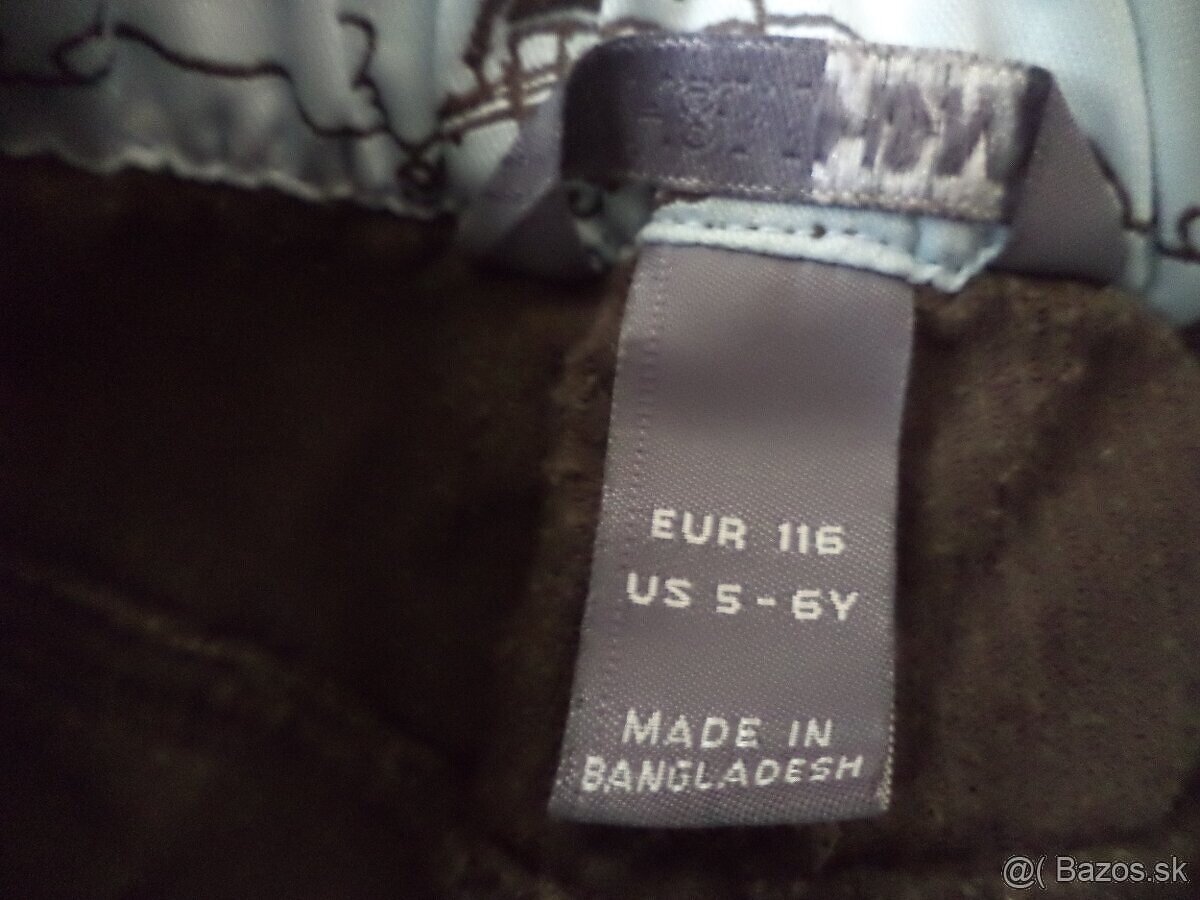 EUR 116
US 5 - 6Y
MADE IN
BANGLADESH
@( Bazos.sk